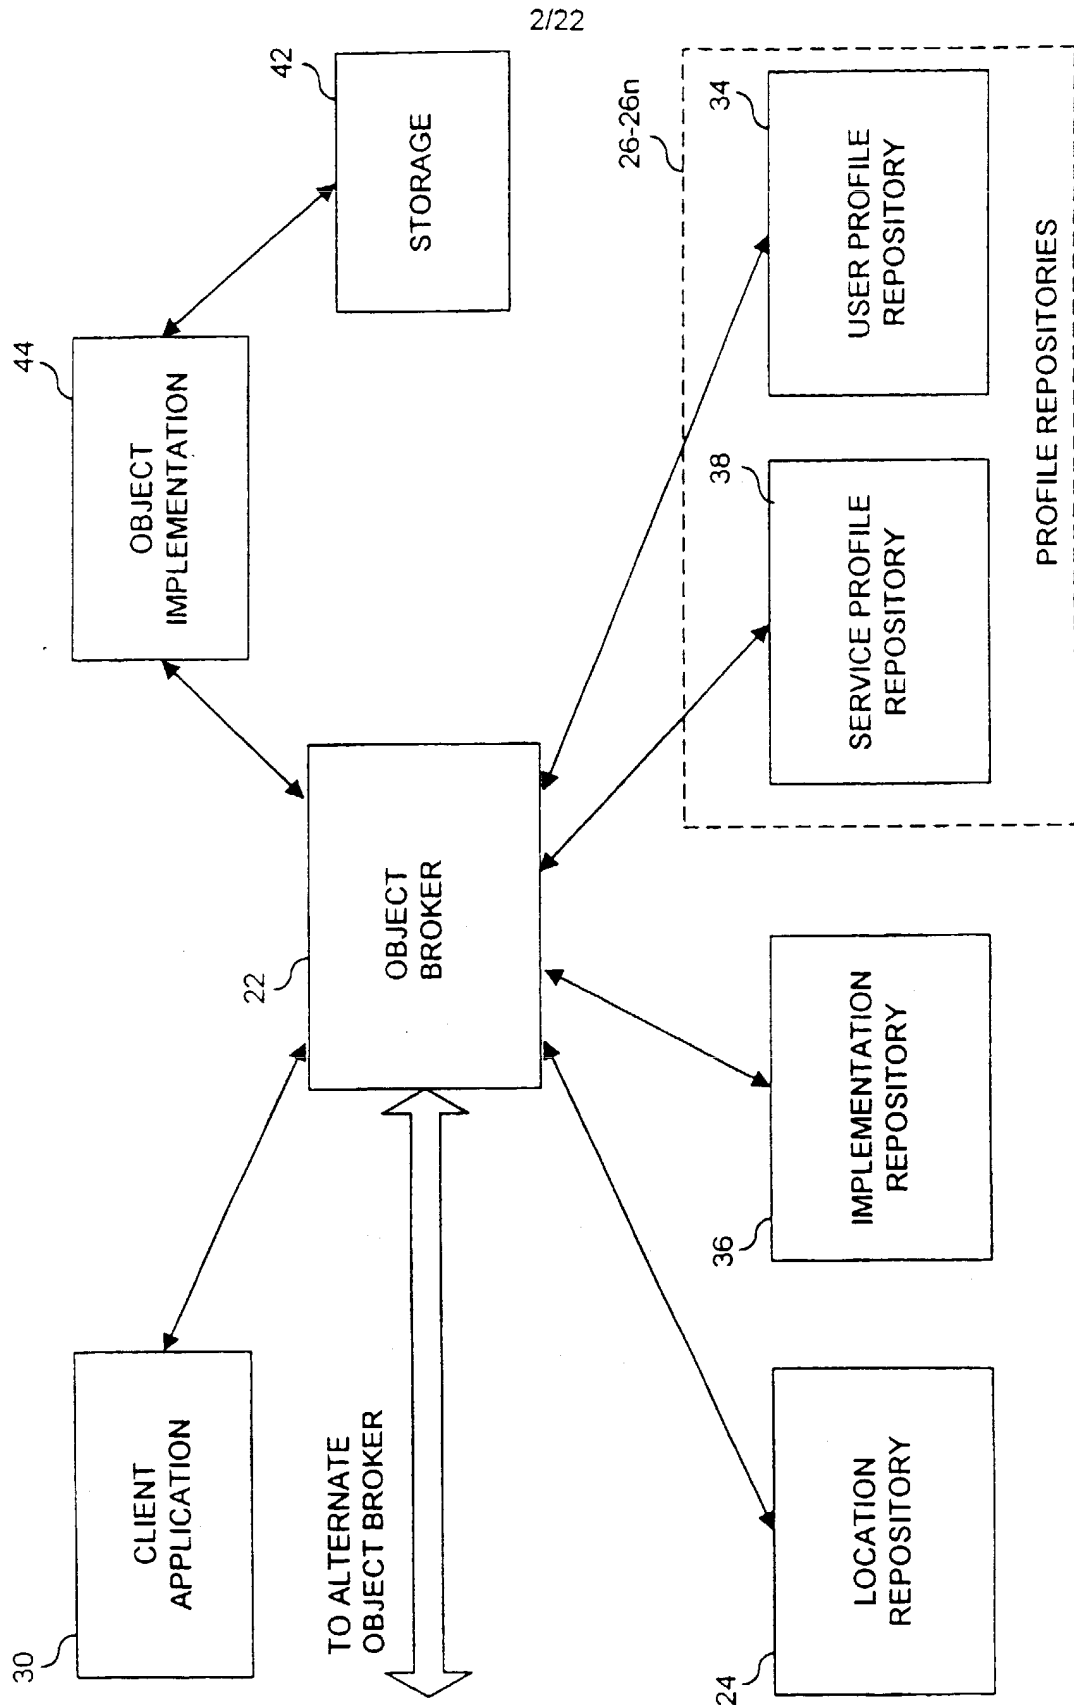 2/22
30
CLIENT
APPLICATION
44
OBJECT
IMPLEMENTATION
42
STORAGE
TO ALTERNATE
OBJECT BROKER
22
OBJECT
BROKER
26-26n
24
LOCATION
REPOSITORY
36
IMPLEMENTATION
REPOSITORY
38
SERVICE PROFILE
REPOSITORY
34
USER PROFILE
REPOSITORY
PROFILE REPOSITORIES